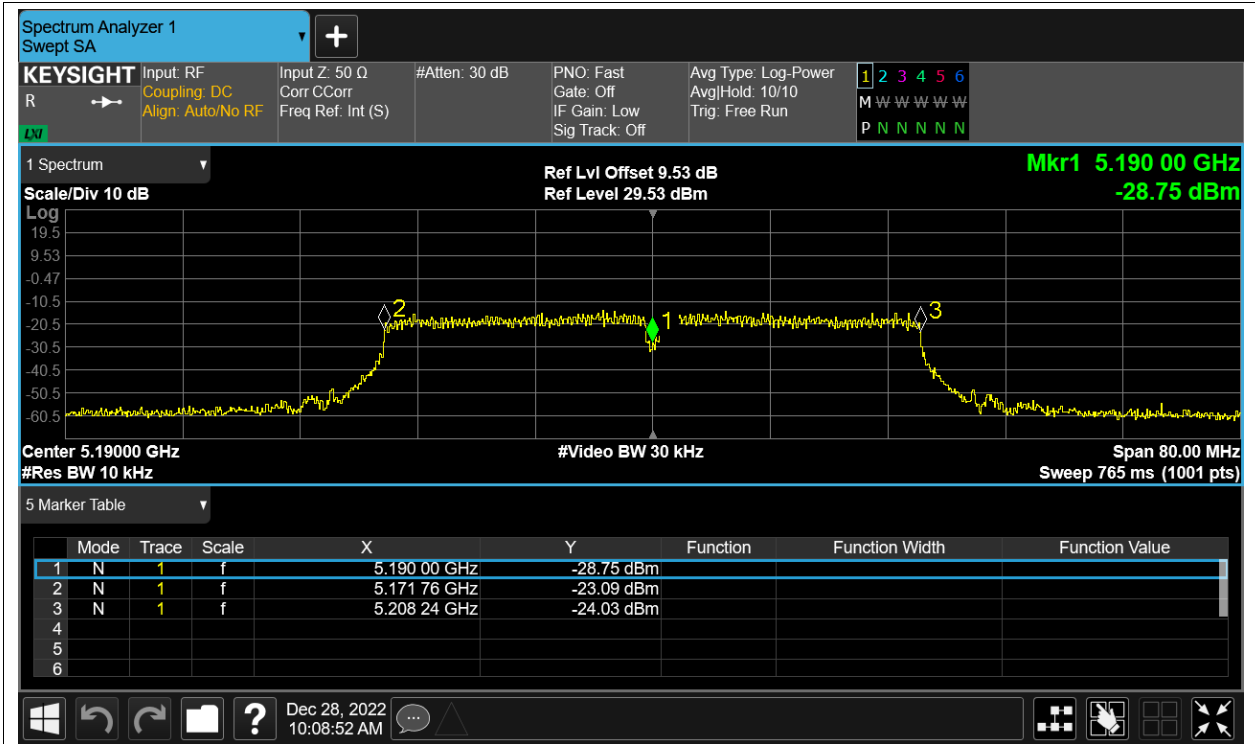 Spectrum Analyzer 1
Swept SA
KEYSIGHT
R
LXI
Input: RF
Coupling: DC
Align: Auto/No RF
Input Z: 50 Ω
Corr CCorr
Freq Ref: Int (S)
#Atten: 30 dB
PNO: Fast
Gate: Off
IF Gain: Low
Sig Track: Off
Avg Type: Log-Power
Avg|Hold: 10/10
Trig: Free Run
1 2 3 4 5 6
M W W W W W W
P N N N N N N
1 Spectrum
Scale/Div 10 dB
Log
Ref Lvl Offset 9.53 dB
Ref Level 29.53 dBm
Mkr1 5.190 00 GHz
-28.75 dBm
19.5
9.53
-0.47
-10.5
-20.5
-30.5
-40.5
-50.5
-60.5
2
1
3
Center 5.19000 GHz
#Res BW 10 kHz
#Video BW 30 kHz
Span 80.00 MHz
Sweep 765 ms (1001 pts)
5 Marker Table
Mode Trace Scale X Y Function Function Width Function Value
1 N 1 f 5.190 00 GHz -28.75 dBm
2 N 1 f 5.171 76 GHz -23.09 dBm
3 N 1 f 5.208 24 GHz -24.03 dBm
4
5
6
?
Dec 28, 2022
10:08:52 AM